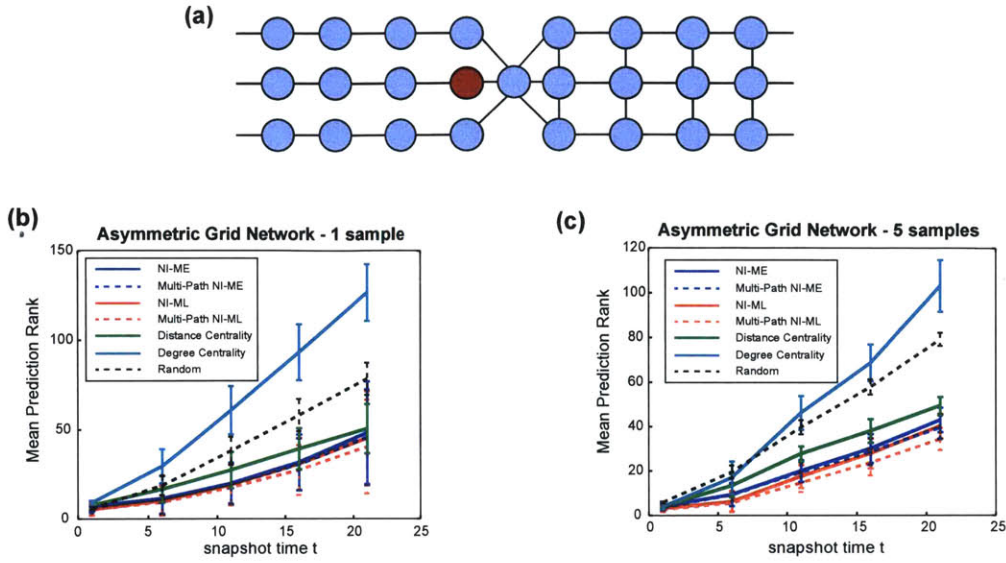 (a)
(b)
Asymmetric Grid Network - 1 sample
Mean Prediction Rank
150
100
50
0
NI-ME
Multi-Path NI-ME
NI-ML
Multi-Path NI-ML
Distance Centrality
Degree Centrality
Random
0 5 10 15 20 25
snapshot time t
(c)
Asymmetric Grid Network - 5 samples
Mean Prediction Rank
120
100
80
60
40
20
0
NI-ME
Multi-Path NI-ME
NI-ML
Multi-Path NI-ML
Distance Centrality
Degree Centrality
Random
0 5 10 15 20 25
snapshot time t